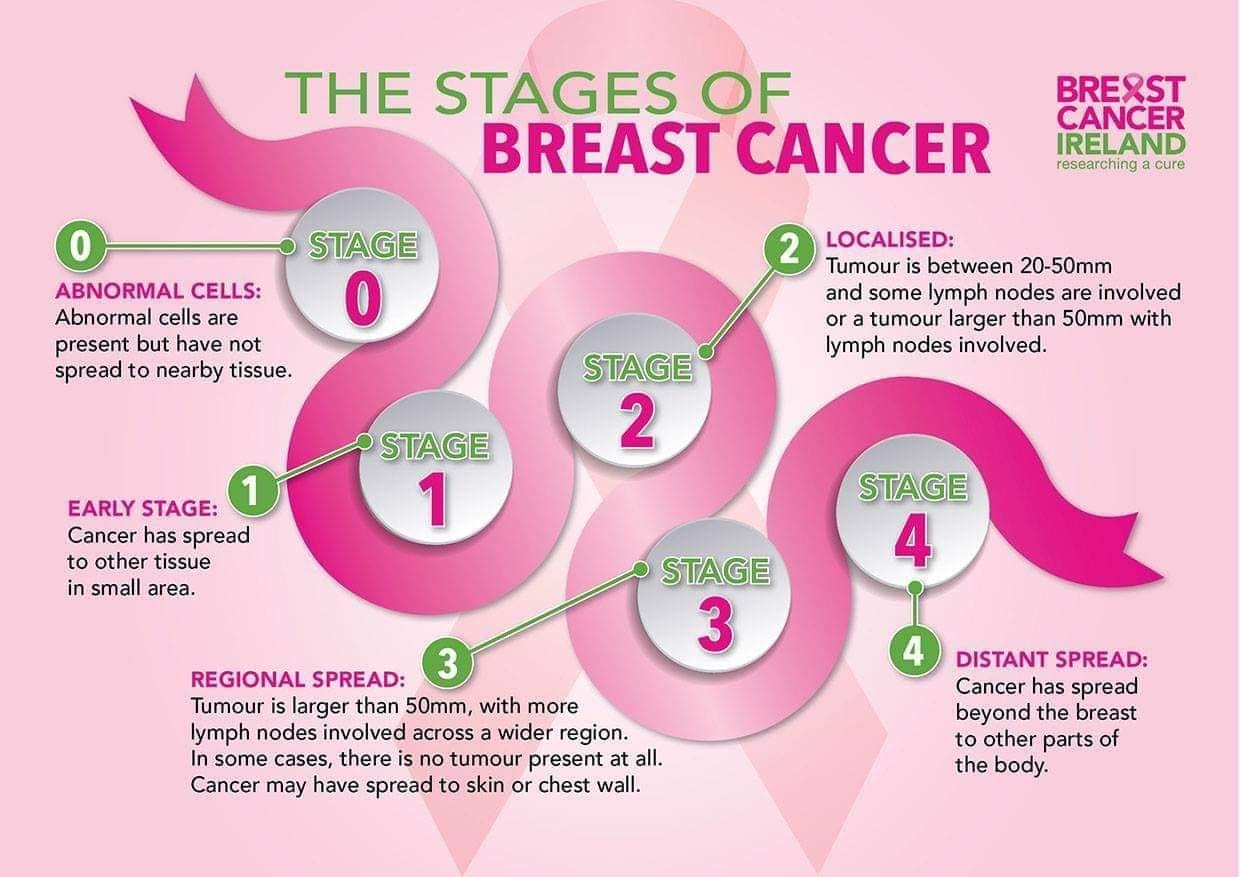 THE STAGES OF
BREAST CANCER
BREAST
CANCER
IRELAND
researching a cure
0
STAGE
0
ABNORMAL CELLS:
Abnormal cells are
present but have not
spread to nearby tissue.
1
STAGE
1
EARLY STAGE:
Cancer has spread
to other tissue
in small area.
2
STAGE
2
LOCALISED:
Tumour is between 20-50mm
and some lymph nodes are involved
or a tumour larger than 50mm with
lymph nodes involved.
3
STAGE
3
REGIONAL SPREAD:
Tumour is larger than 50mm, with more
lymph nodes involved across a wider region.
In some cases, there is no tumour present at all.
Cancer may have spread to skin or chest wall.
STAGE
4
4
DISTANT SPREAD:
Cancer has spread
beyond the breast
to other parts of
the body.